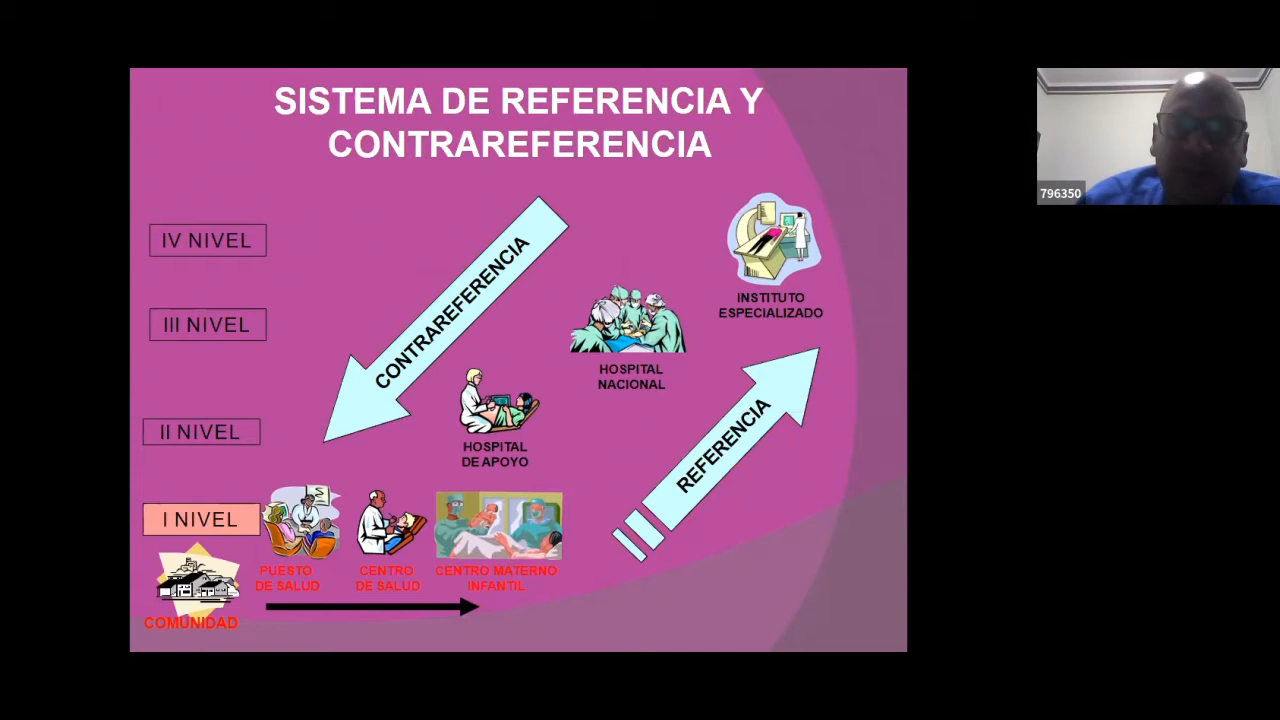 SISTEMA DE REFERENCIA Y
CONTRAREFERENCIA
796350
IV NIVEL
III NIVEL
II NIVEL
I NIVEL
CONTRAREFERENCIA
INSTITUTO
ESPECIALIZADO
HOSPITAL
NACIONAL
HOSPITAL
DE APOYO
REFERENCIA
PUESTO
DE SALUD
CENTRO
DE SALUD
CENTRO MATERNO
INFANTIL
COMUNIDAD